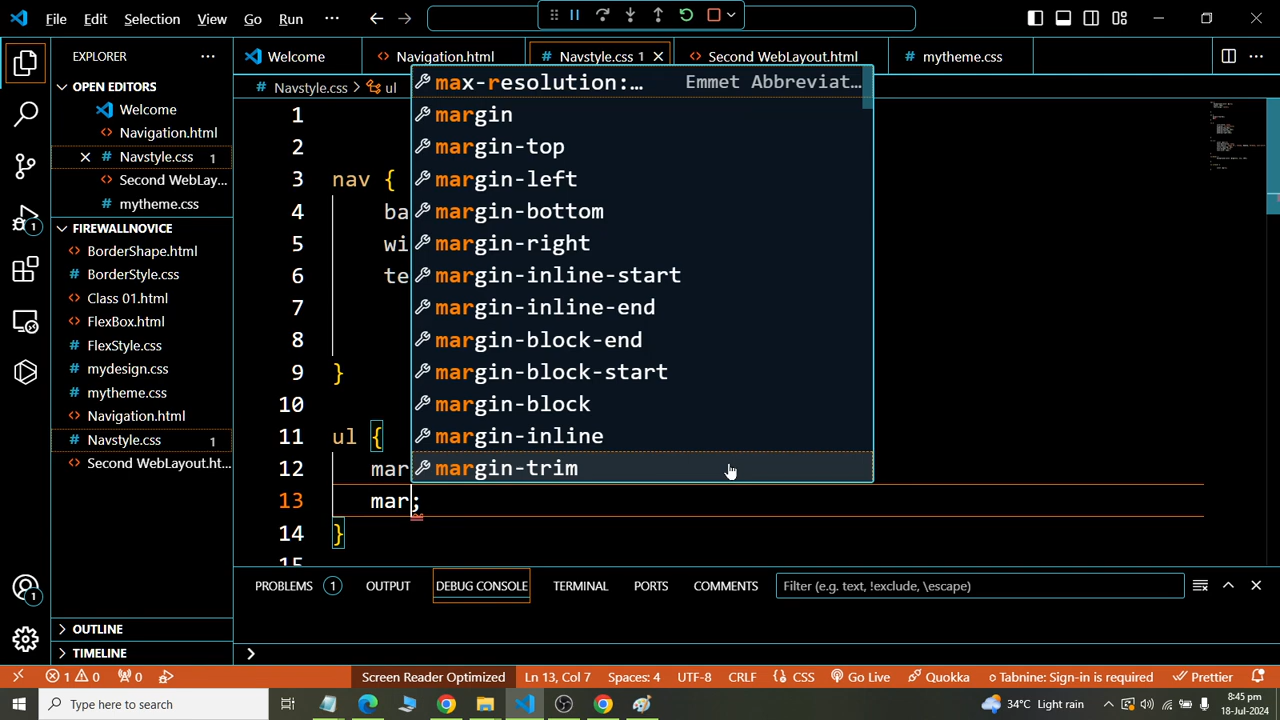 File Edit Selection View Go Run ···
EXPLORER ···
OPEN EDITORS
Welcome
Navigation.html
Navstyle.css 1
Second WebLay...
mytheme.css
FIREWALLNOVICE
BorderShape.html
BorderStyle.css
Class 01.html
FlexBox.html
FlexStyle.css
mydesign.css
mytheme.css
Navigation.html
Navstyle.css 1
Second WebLayout.ht...
OUTLINE
TIMELINE
1
1
Welcome Navigation.html Navstyle.css 1 Second WebLayout.html mytheme.css ···
Navstyle.css > ul
1
2
3 nav {
4 ba
5 wi
6 te
7
8
9 }
10
11 ul {
12 mar
13 mar;
14 }
15
max-resolution:… Emmet Abbreviat…
margin
margin-top
margin-left
margin-bottom
margin-right
margin-inline-start
margin-inline-end
margin-block-end
margin-block-start
margin-block
margin-inline
margin-trim
PROBLEMS 1 OUTPUT DEBUG CONSOLE TERMINAL PORTS COMMENTS Filter (e.g. text, !exclude, \escape)
1 0 0 Screen Reader Optimized Ln 13, Col 7 Spaces: 4 UTF-8 CRLF CSS Go Live Quokka Tabnine: Sign-in is required Prettier
Type here to search 34°C Light rain 8:45 pm
18-Jul-2024